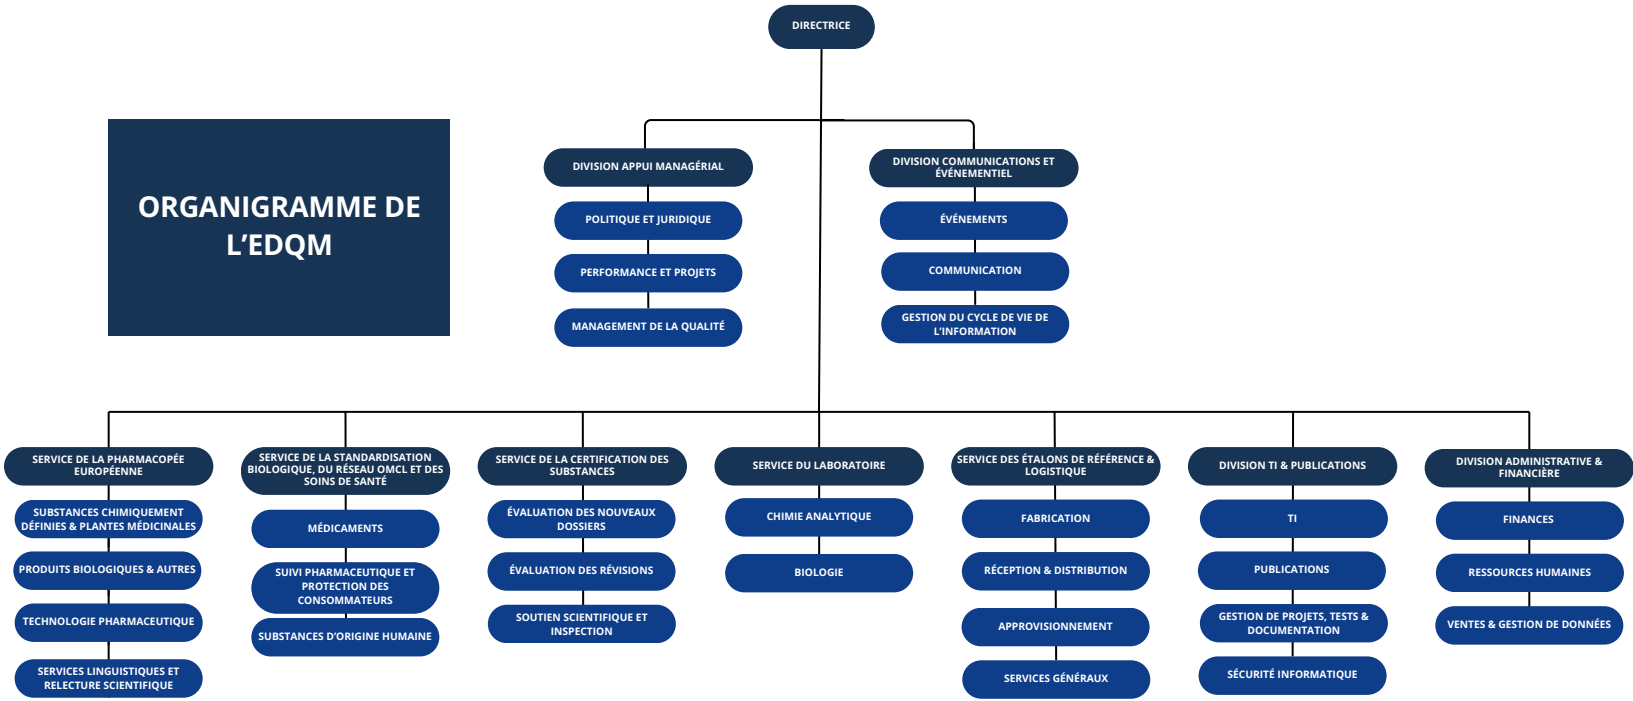 DIRECTRICE
ORGANIGRAMME DE
L’EDQM
DIVISION APPUI MANAGÉRIAL
POLITIQUE ET JURIDIQUE
PERFORMANCE ET PROJETS
MANAGEMENT DE LA QUALITÉ
DIVISION COMMUNICATIONS ET
ÉVÉNEMENTIEL
ÉVÉNEMENTS
COMMUNICATION
GESTION DU CYCLE DE VIE DE
L’INFORMATION
SERVICE DE LA PHARMACOPÉE
EUROPÉENNE
SUBSTANCES CHIMIQUEMENT
DÉFINIES & PLANTES MÉDICINALES
PRODUITS BIOLOGIQUES & AUTRES
TECHNOLOGIE PHARMACEUTIQUE
SERVICES LINGUISTIQUES ET
RELECTURE SCIENTIFIQUE
SERVICE DE LA STANDARDISATION
BIOLOGIQUE, DU RÉSEAU OMCL ET DES
SOINS DE SANTÉ
MÉDICAMENTS
SUIVI PHARMACEUTIQUE ET
PROTECTION DES
CONSOMMATEURS
SUBSTANCES D’ORIGINE HUMAINE
SERVICE DE LA CERTIFICATION DES
SUBSTANCES
ÉVALUATION DES NOUVEAUX
DOSSIERS
ÉVALUATION DES RÉVISIONS
SOUTIEN SCIENTIFIQUE ET
INSPECTION
SERVICE DU LABORATOIRE
CHIMIE ANALYTIQUE
BIOLOGIE
SERVICE DES ÉTALONS DE RÉFÉRENCE &
LOGISTIQUE
FABRICATION
RÉCEPTION & DISTRIBUTION
APPROVISIONNEMENT
SERVICES GÉNÉRAUX
DIVISION TI & PUBLICATIONS
TI
PUBLICATIONS
GESTION DE PROJETS, TESTS &
DOCUMENTATION
SÉCURITÉ INFORMATIQUE
DIVISION ADMINISTRATIVE &
FINANCIÈRE
FINANCES
RESSOURCES HUMAINES
VENTES & GESTION DE DONNÉES